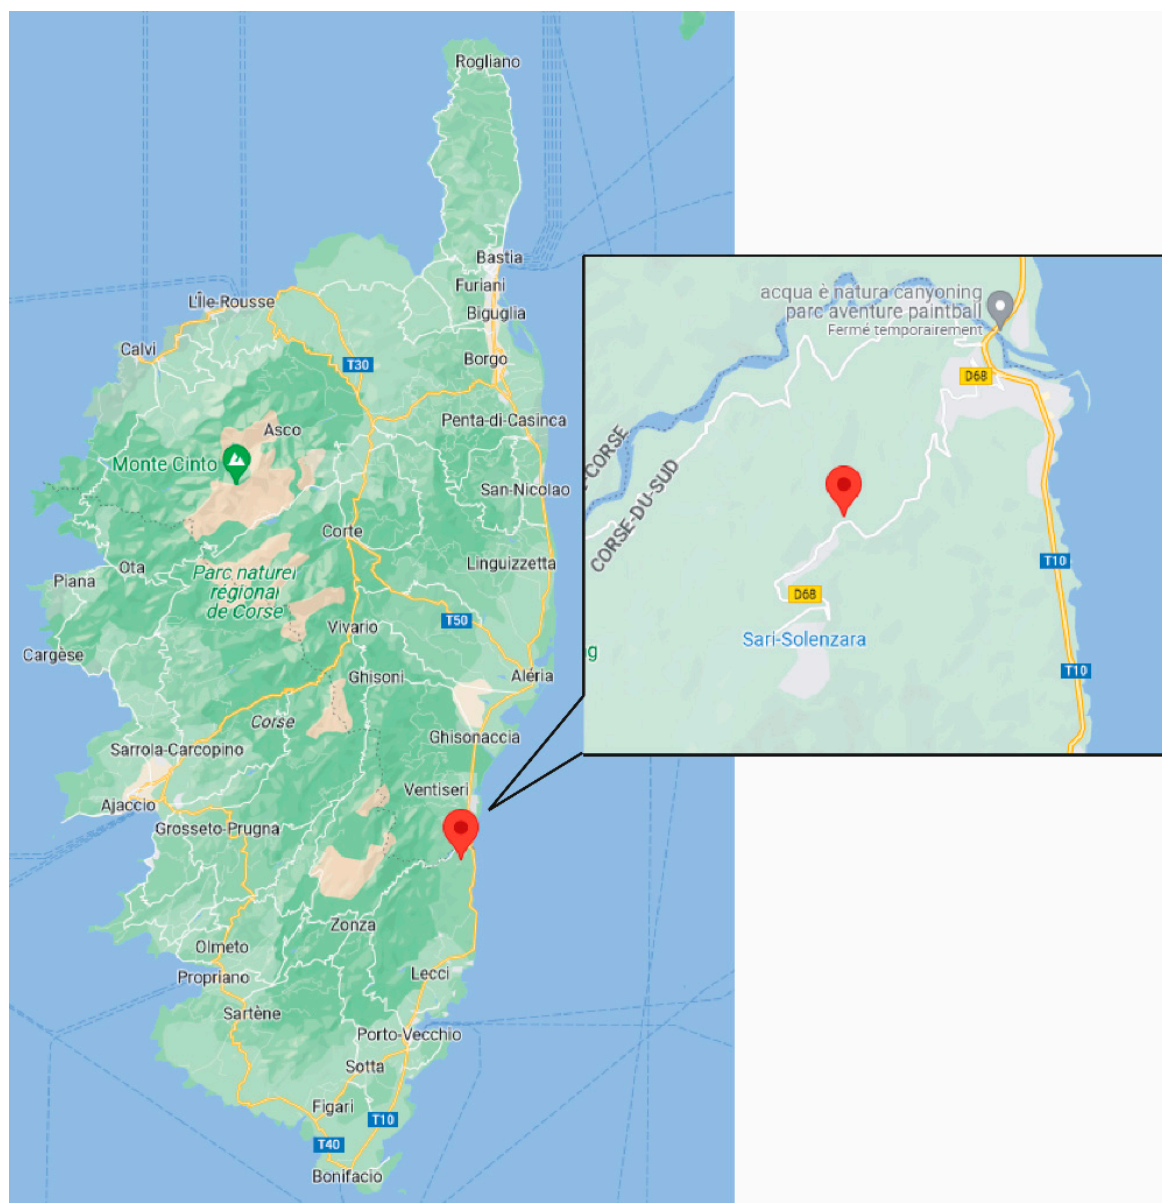 Rogliano
Bastia
Furiani
Biguglia
L'Île-Rousse
Calvi
T30
Borgo
Penta-di-Casinca
Asco
Monte Cinto
San-Nicolao
Corte
Linguizzetta
Ota
Piana
Parc naturel
régional
de Corse
T50
Vivario
Cargèse
Ghisoni
Aléria
Corse
Ghisonaccia
Sarrola-Carcopino
Ventiseri
Ajaccio
Grosseto-Prugna
Zonza
Olmeto
Propriano
Lecci
Sartène
Porto-Vecchio
Sotta
Figari
T10
T40
Bonifacio
acqua è natura canyoning
parc aventure paintball
Fermé temporairement
D68
-CORSE
CORSE-DU-SUD
T10
D68
Sari-Solenzara
T10